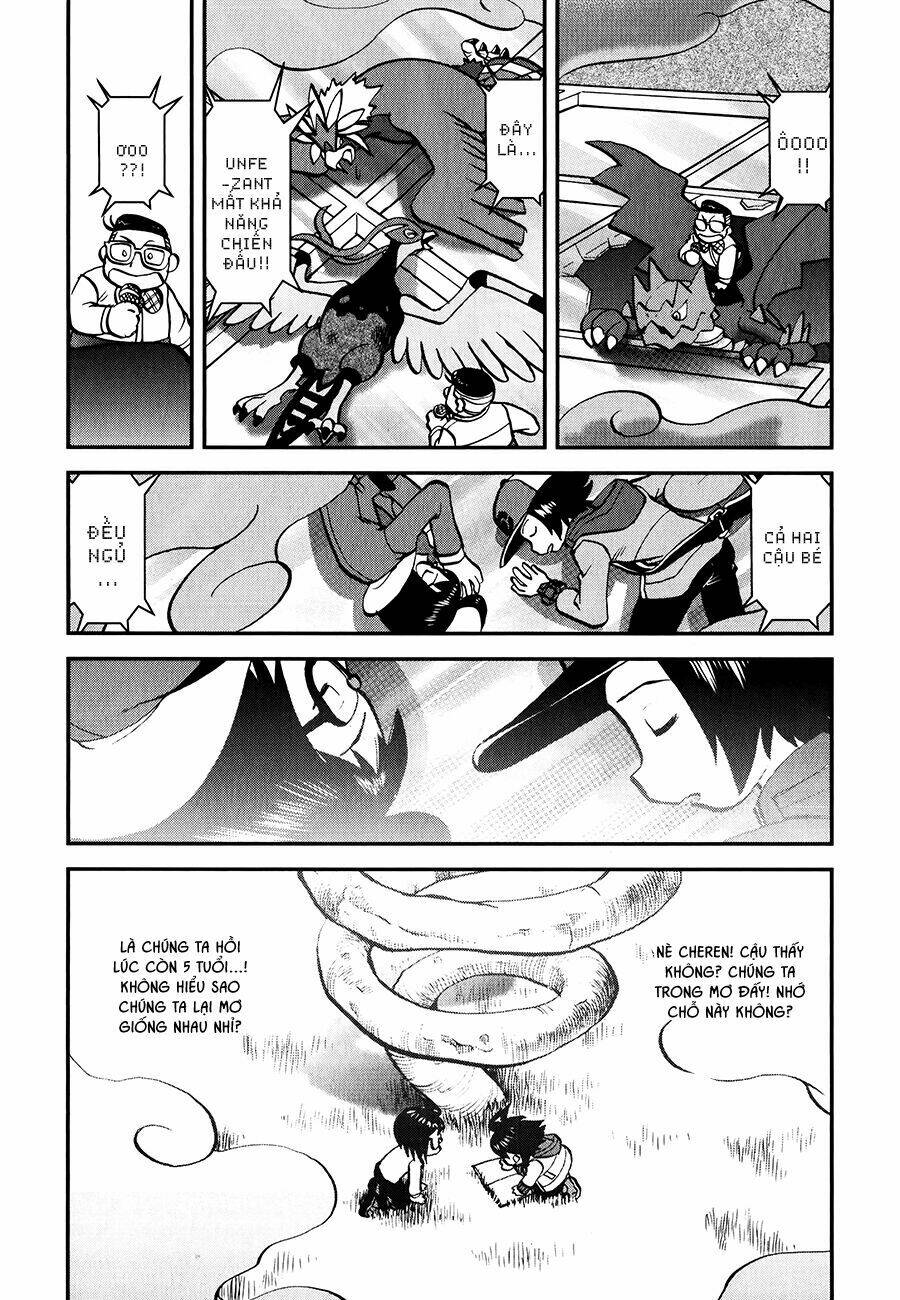 ỒOOO
!!
ĐÂY
LÀ...
UNFE
-ZANT
MẤT KHẢ
NĂNG
CHIẾN
ĐẤU!!
ƠOO
??!
CẢ HAI
CẬU BÉ
ĐỀU
NGỦ
...
NÈ CHEREN! CẬU THẤY
KHÔNG? CHÚNG TA
TRONG MƠ ĐẤY! NHỚ
CHỖ NÀY KHÔNG?
LÀ CHÚNG TA HỒI
LÚC CÒN 5 TUỔI...!
KHÔNG HIỂU SAO
CHÚNG TA LẠI MƠ
GIỐNG NHAU NHỈ?